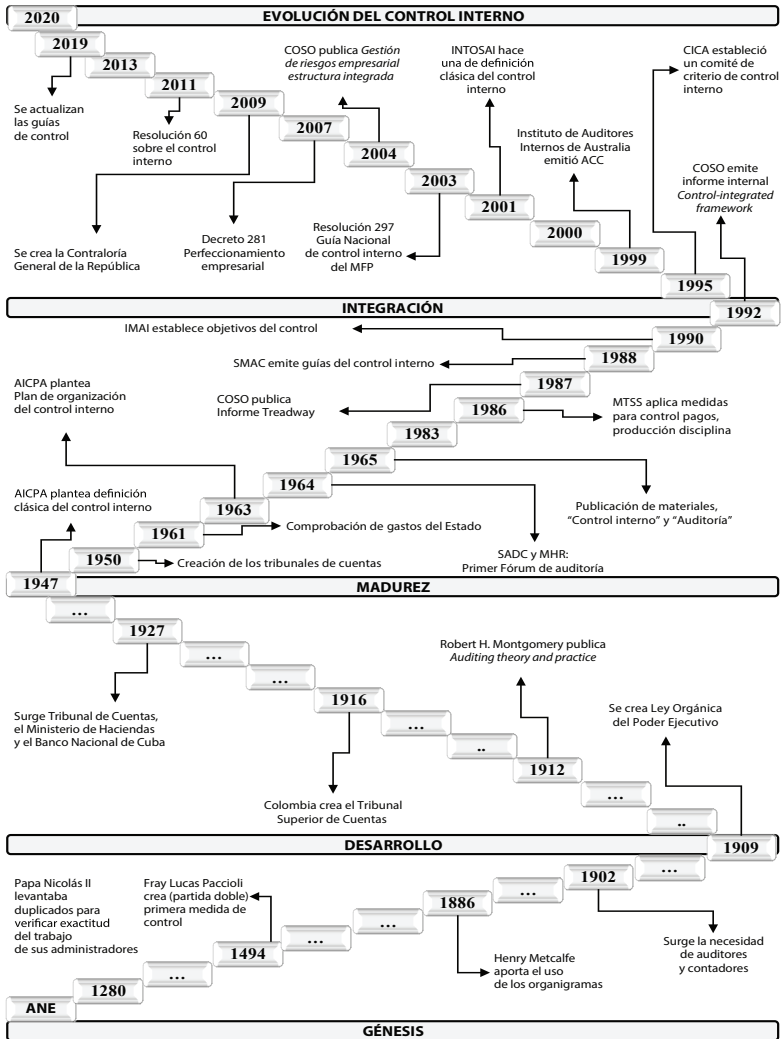 EVOLUCIÓN DEL CONTROL INTERNO
2020
2019
2013
2011
2009
2007
2004
2003
2001
2000
1999
1995
1992
Se actualizan
las guías
de control
Resolución 60
sobre el control
interno
Se crea la Contraloría
General de la República
Decreto 281
Perfeccionamiento
empresarial
COSO publica Gestión
de riesgos empresarial
estructura integrada
Resolución 297
Guía Nacional
de control interno
del MFP
INTOSAI hace
una de definición
clásica del control
interno
Instituto de Auditores
Internos de Australia
emitió ACC
CICA estableció
un comité de
criterio de control
interno
COSO emite
informe internal
Control-integrated
framework
INTEGRACIÓN
IMAI establece objetivos del control
1990
SMAC emite guías del control interno
1988
COSO publica
Informe Treadway
1987
1986
MTSS aplica medidas
para control pagos,
producción disciplina
1983
1965
Publicación de materiales,
“Control interno” y “Auditoría”
1964
SADC y MHR:
Primer Fórum de auditoría
AICPA plantea
Plan de organización
del control interno
1963
1961
Comprobación de gastos del Estado
1950
Creación de los tribunales de cuentas
AICPA plantea definición
clásica del control interno
1947
MADUREZ
...
1927
Surge Tribunal de Cuentas,
el Ministerio de Haciendas
y el Banco Nacional de Cuba
...
...
1916
Colombia crea el Tribunal
Superior de Cuentas
...
..
Robert H. Montgomery publica
Auditing theory and practice
1912
...
..
Se crea Ley Orgánica
del Poder Ejecutivo
1909
DESARROLLO
...
1902
Surge la necesidad
de auditores
y contadores
...
1886
Henry Metcalfe
aporta el uso
de los organigramas
...
...
Fray Lucas Paccioli
crea (partida doble)
primera medida de
control
1494
...
Papa Nicolás II
levantaba
duplicados para
verificar exactitud
del trabajo
de sus administradores
1280
ANE
GÉNESIS